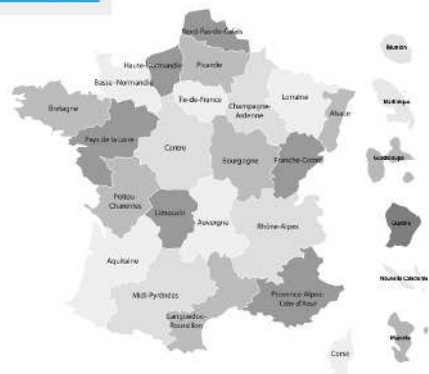 Nord-Pas-de-Calais
Haute-Normandie
Picardie
Basse-Normandie
Ile-de-France
Champagne-
Ardenne
Lorraine
Alsace
Bretagne
Pays de la Loire
Centre
Bourgogne
Franche-Comté
Poitou-
Charentes
Limousin
Auvergne
Rhône-Alpes
Aquitaine
Midi-Pyrénées
Languedoc-
Roussillon
Provence-Alpes-
Côte d'Azur
Corse
Réunion
Martinique
Guadeloupe
Guyane
Nouvelle Calédonie
Mayotte